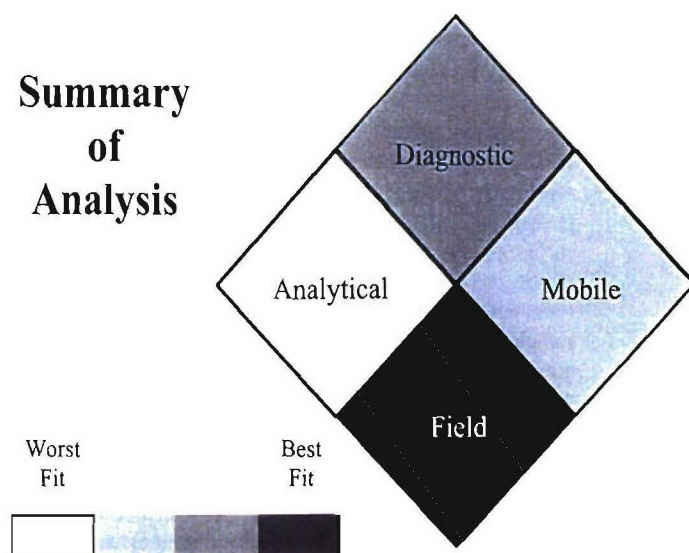 Summary
of
Analysis
Diagnostic
Analytical
Mobile
Field
Worst
Fit
Best
Fit